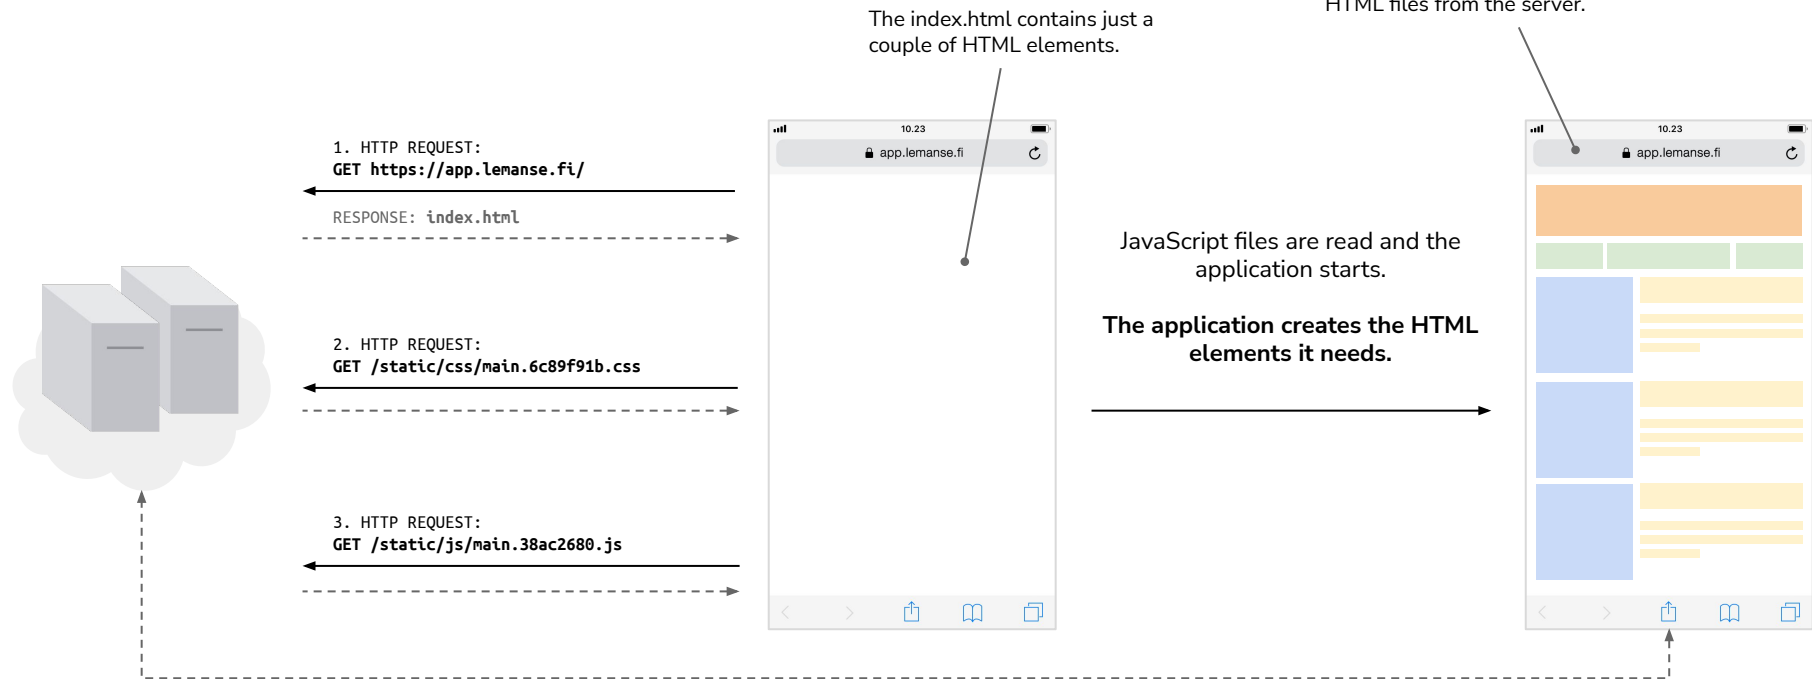 The index.html contains just a
couple of HTML elements.
HTML files from the server.
1. HTTP REQUEST:
GET https://app.lemanse.fi/
RESPONSE: index.html
2. HTTP REQUEST:
GET /static/css/main.6c89f91b.css
3. HTTP REQUEST:
GET /static/js/main.38ac2680.js
10.23
app.lemanse.fi
JavaScript files are read and the
application starts.
The application creates the HTML
elements it needs.
10.23
app.lemanse.fi